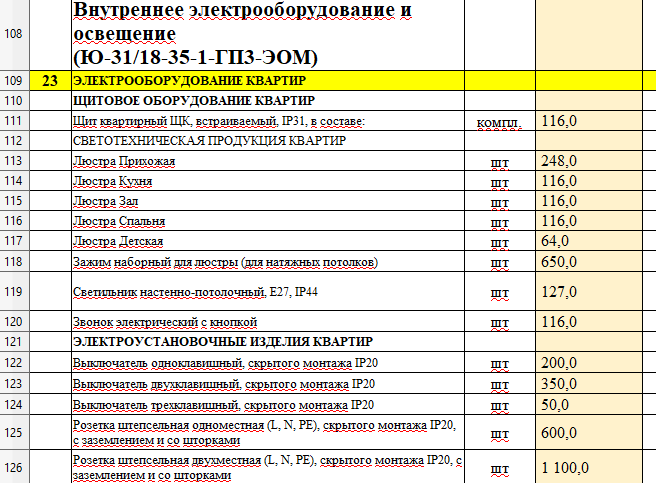 108 Внутреннее электрооборудование и
освещение
(Ю-31/18-35-1-ГП3-ЭОМ)
109 23 ЭЛЕКТРООБОРУДОВАНИЕ КВАРТИР
110 ЩИТОВОЕ ОБОРУДОВАНИЕ КВАРТИР
111 Щит квартирный ЩК, встраиваемый, IP31, в составе: компл. 116,0
112 СВЕТОТЕХНИЧЕСКАЯ ПРОДУКЦИЯ КВАРТИР
113 Люстра Прихожая шт 248,0
114 Люстра Кухня шт 116,0
115 Люстра Зал шт 116,0
116 Люстра Спальня шт 116,0
117 Люстра Детская шт 64,0
118 Зажим наборный для люстры (для натяжных потолков) шт 650,0
119 Светильник настенно-потолочный, E27, IP44 шт 127,0
120 Звонок электрический с кнопкой шт 116,0
121 ЭЛЕКТРОУСТАНОВОЧНЫЕ ИЗДЕЛИЯ КВАРТИР
122 Выключатель одноклавишный, скрытого монтажа IP20 шт 200,0
123 Выключатель двухклавишный, скрытого монтажа IP20 шт 350,0
124 Выключатель трехклавишный, скрытого монтажа IP20 шт 50,0
125 Розетка штепсельная одноместная (L, N, PE), скрытого монтажа IP20,
с заземлением и со шторками шт 600,0
126 Розетка штепсельная двухместная (L, N, PE), скрытого монтажа IP20, с
заземлением и со шторками шт 1 100,0